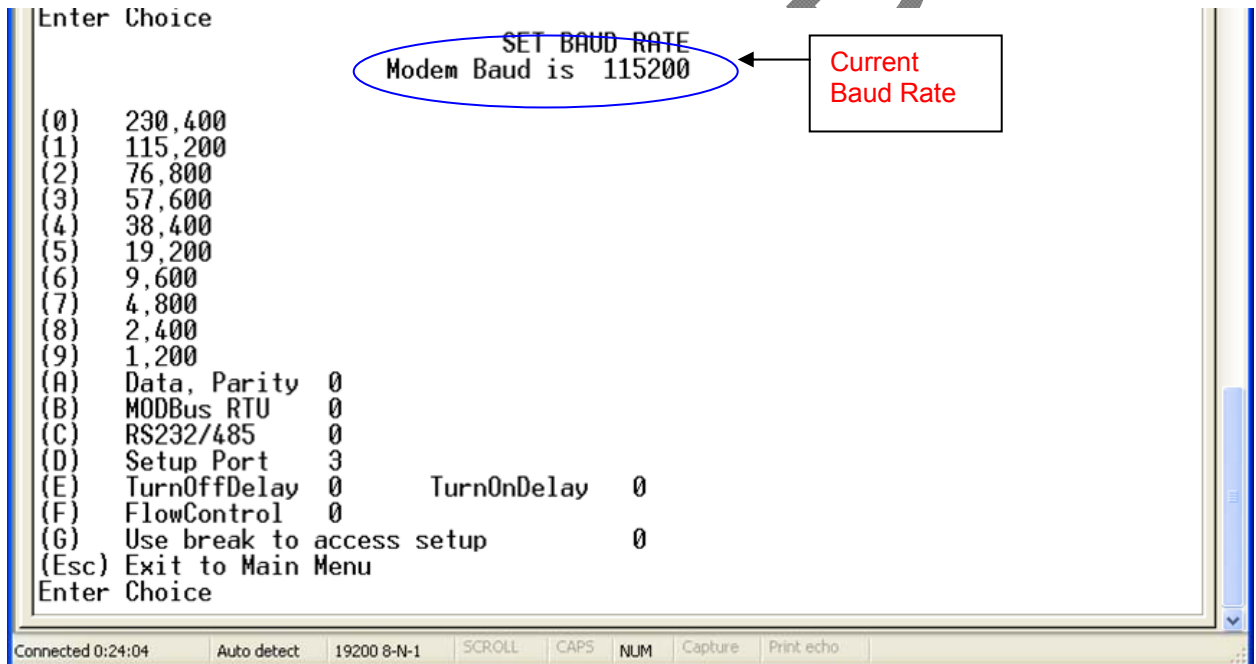 Enter Choice
SET BAUD RATE
Modem Baud is 115200
Current
Baud Rate
(0) 230,400
(1) 115,200
(2) 76,800
(3) 57,600
(4) 38,400
(5) 19,200
(6) 9,600
(7) 4,800
(8) 2,400
(9) 1,200
(A) Data, Parity 0
(B) MODBus RTU 0
(C) RS232/485 0
(D) Setup Port 3
(E) TurnOffDelay 0 TurnOnDelay 0
(F) FlowControl 0
(G) Use break to access setup 0
(Esc) Exit to Main Menu
Enter Choice
Connected 0:24:04 Auto detect 19200 8-N-1 SCROLL CAPS NUM Capture Print echo